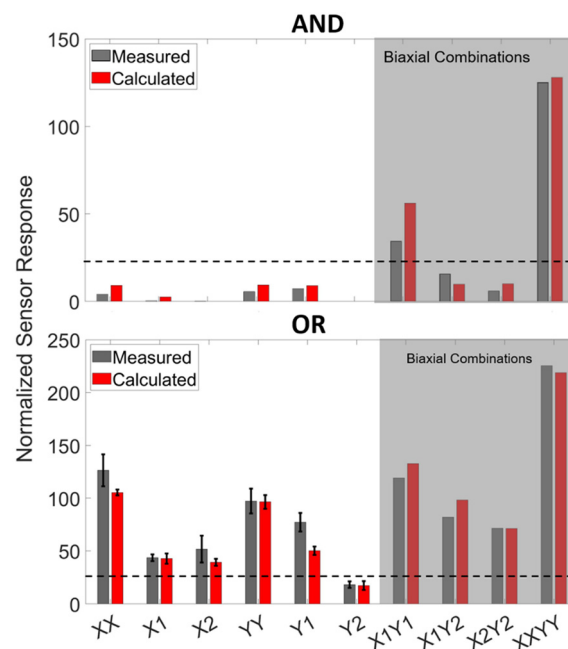 AND
150
100
50
0
Measured
Calculated
Biaxial Combinations
Normalized Sensor Response
OR
250
200
150
100
50
0
Measured
Calculated
Biaxial Combinations
XX X1 X2 YY Y1 Y2 X1Y1 X1Y2 X2Y2 XXYY